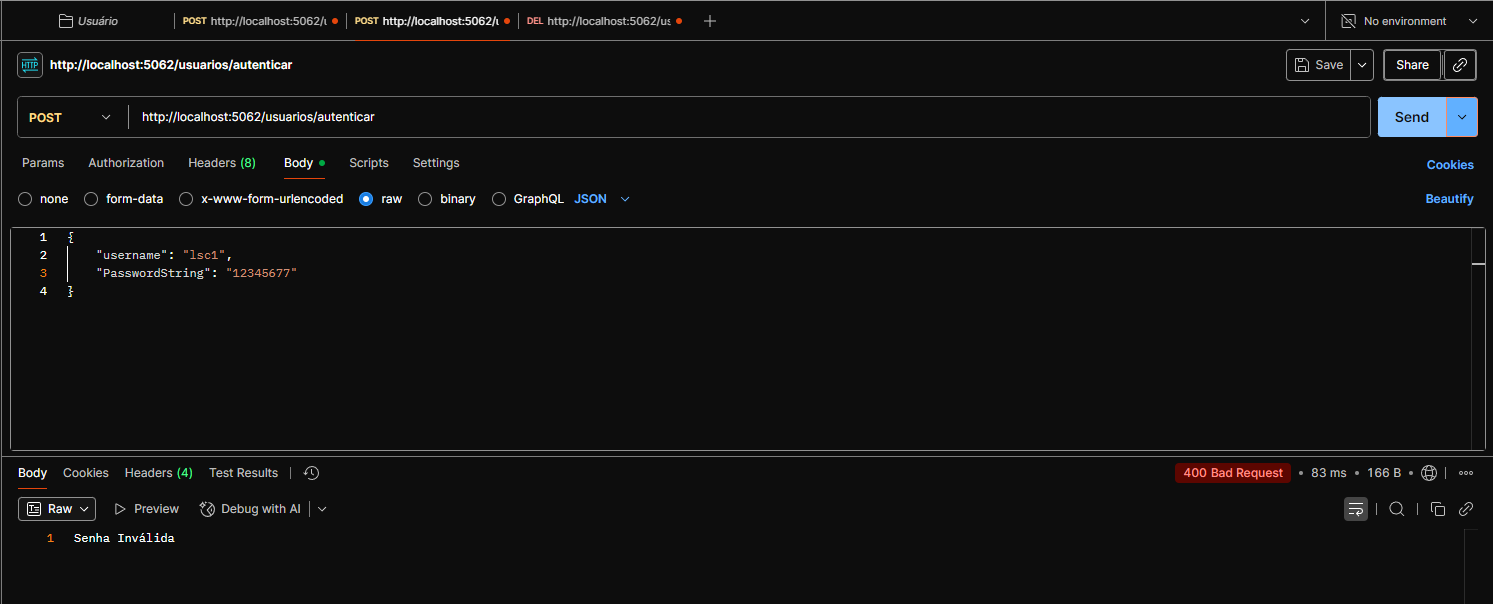 Usuário POST http://localhost:5062/u POST http://localhost:5062/u DEL http://localhost:5062/us No environment
HTTP http://localhost:5062/usuarios/autenticar Save Share
POST http://localhost:5062/usuarios/autenticar Send
Params Authorization Headers (8) Body Scripts Settings Cookies
none form-data x-www-form-urlencoded raw binary GraphQL JSON Beautify
1 {
2 "username": "lsc1",
3 "PasswordString": "12345677"
4 }
Body Cookies Headers (4) Test Results 400 Bad Request • 83 ms • 166 B •
Raw Preview Debug with AI
1 Senha Inválida